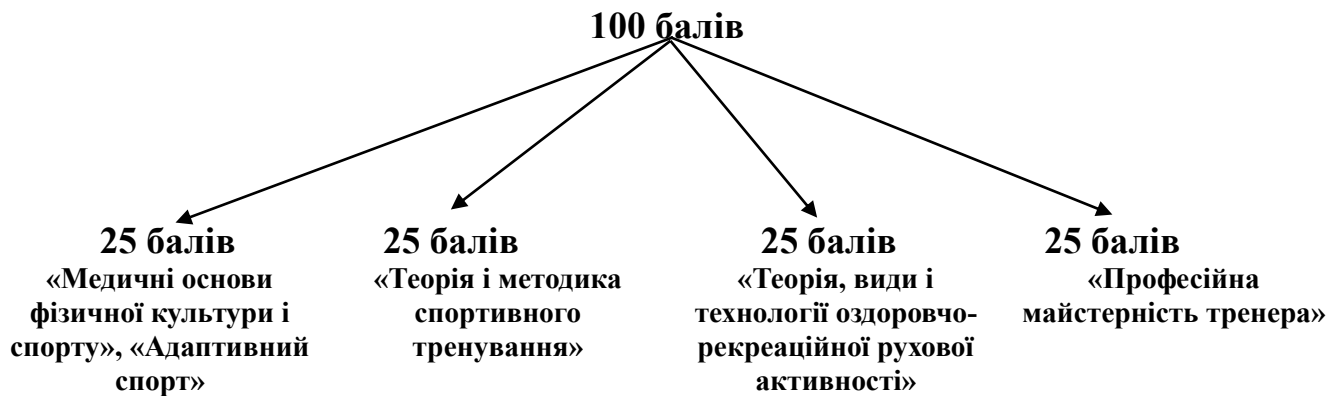 100 балів
25 балів
«Медичні основи
фізичної культури і
спорту», «Адаптивний
спорт»
25 балів
«Теорія і методика
спортивного
тренування»
25 балів
«Теорія, види і
технології оздоровчо-
рекреаційної рухової
активності»
25 балів
«Професійна
майстерність тренера»